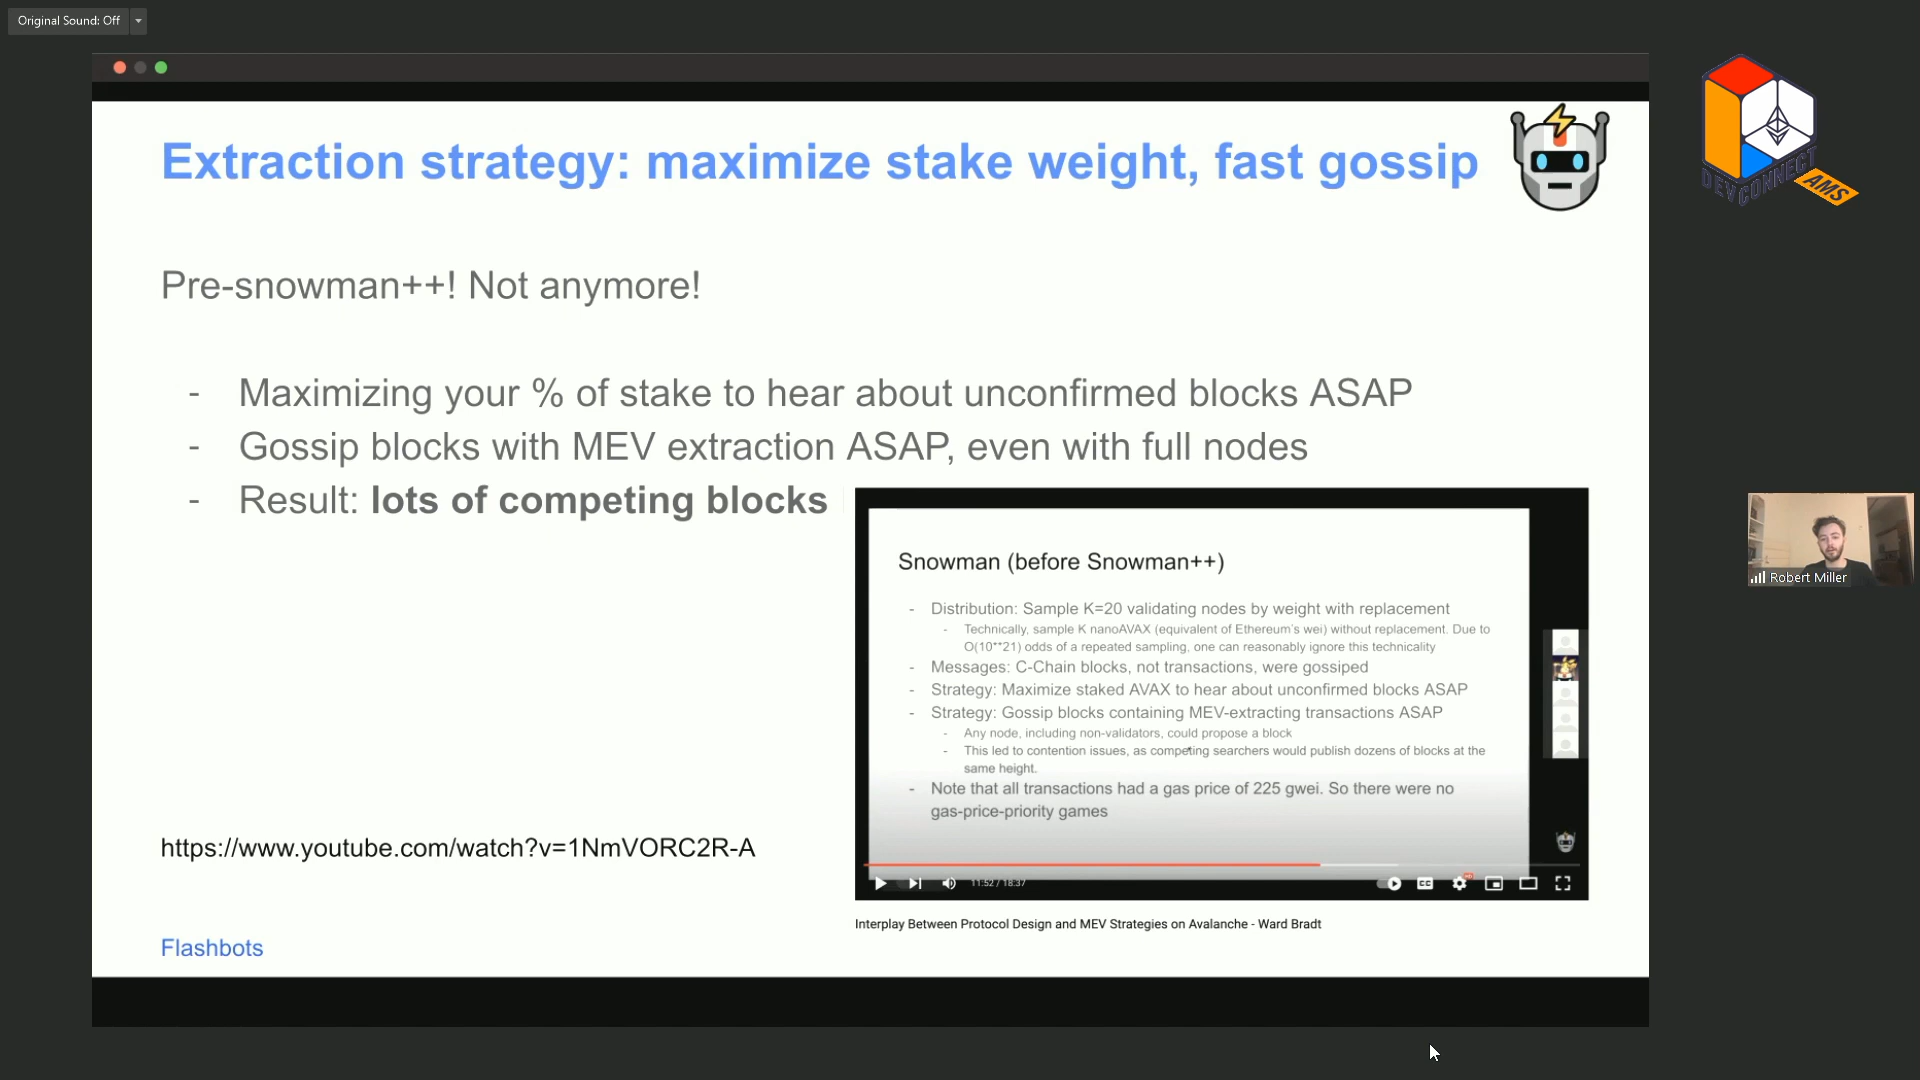 Original Sound: Off
Extraction strategy: maximize stake weight, fast gossip
DEVCONNECT
AMS
Pre-snowman++! Not anymore!
- Maximizing your % of stake to hear about unconfirmed blocks ASAP
- Gossip blocks with MEV extraction ASAP, even with full nodes
- Result: lots of competing blocks
Snowman (before Snowman++)
- Distribution: Sample K=20 validating nodes by weight with replacement
- Technically, sample K nanoAVAX (equivalent of Ethereum's wei) without replacement. Due to
O(10**21) odds of a repeated sampling, one can reasonably ignore this technicality
- Messages: C-Chain blocks, not transactions, were gossiped
- Strategy: Maximize staked AVAX to hear about unconfirmed blocks ASAP
- Strategy: Gossip blocks containing MEV-extracting transactions ASAP
- Any node, including non-validators, could propose a block
- This led to contention issues, as competing searchers would publish dozens of blocks at the
same height.
- Note that all transactions had a gas price of 225 gwei. So there were no
gas-price-priority games
11:52 / 18:37
CC
HD
Interplay Between Protocol Design and MEV Strategies on Avalanche - Ward Bradt
https://www.youtube.com/watch?v=1NmVORC2R-A
Flashbots
Robert Miller